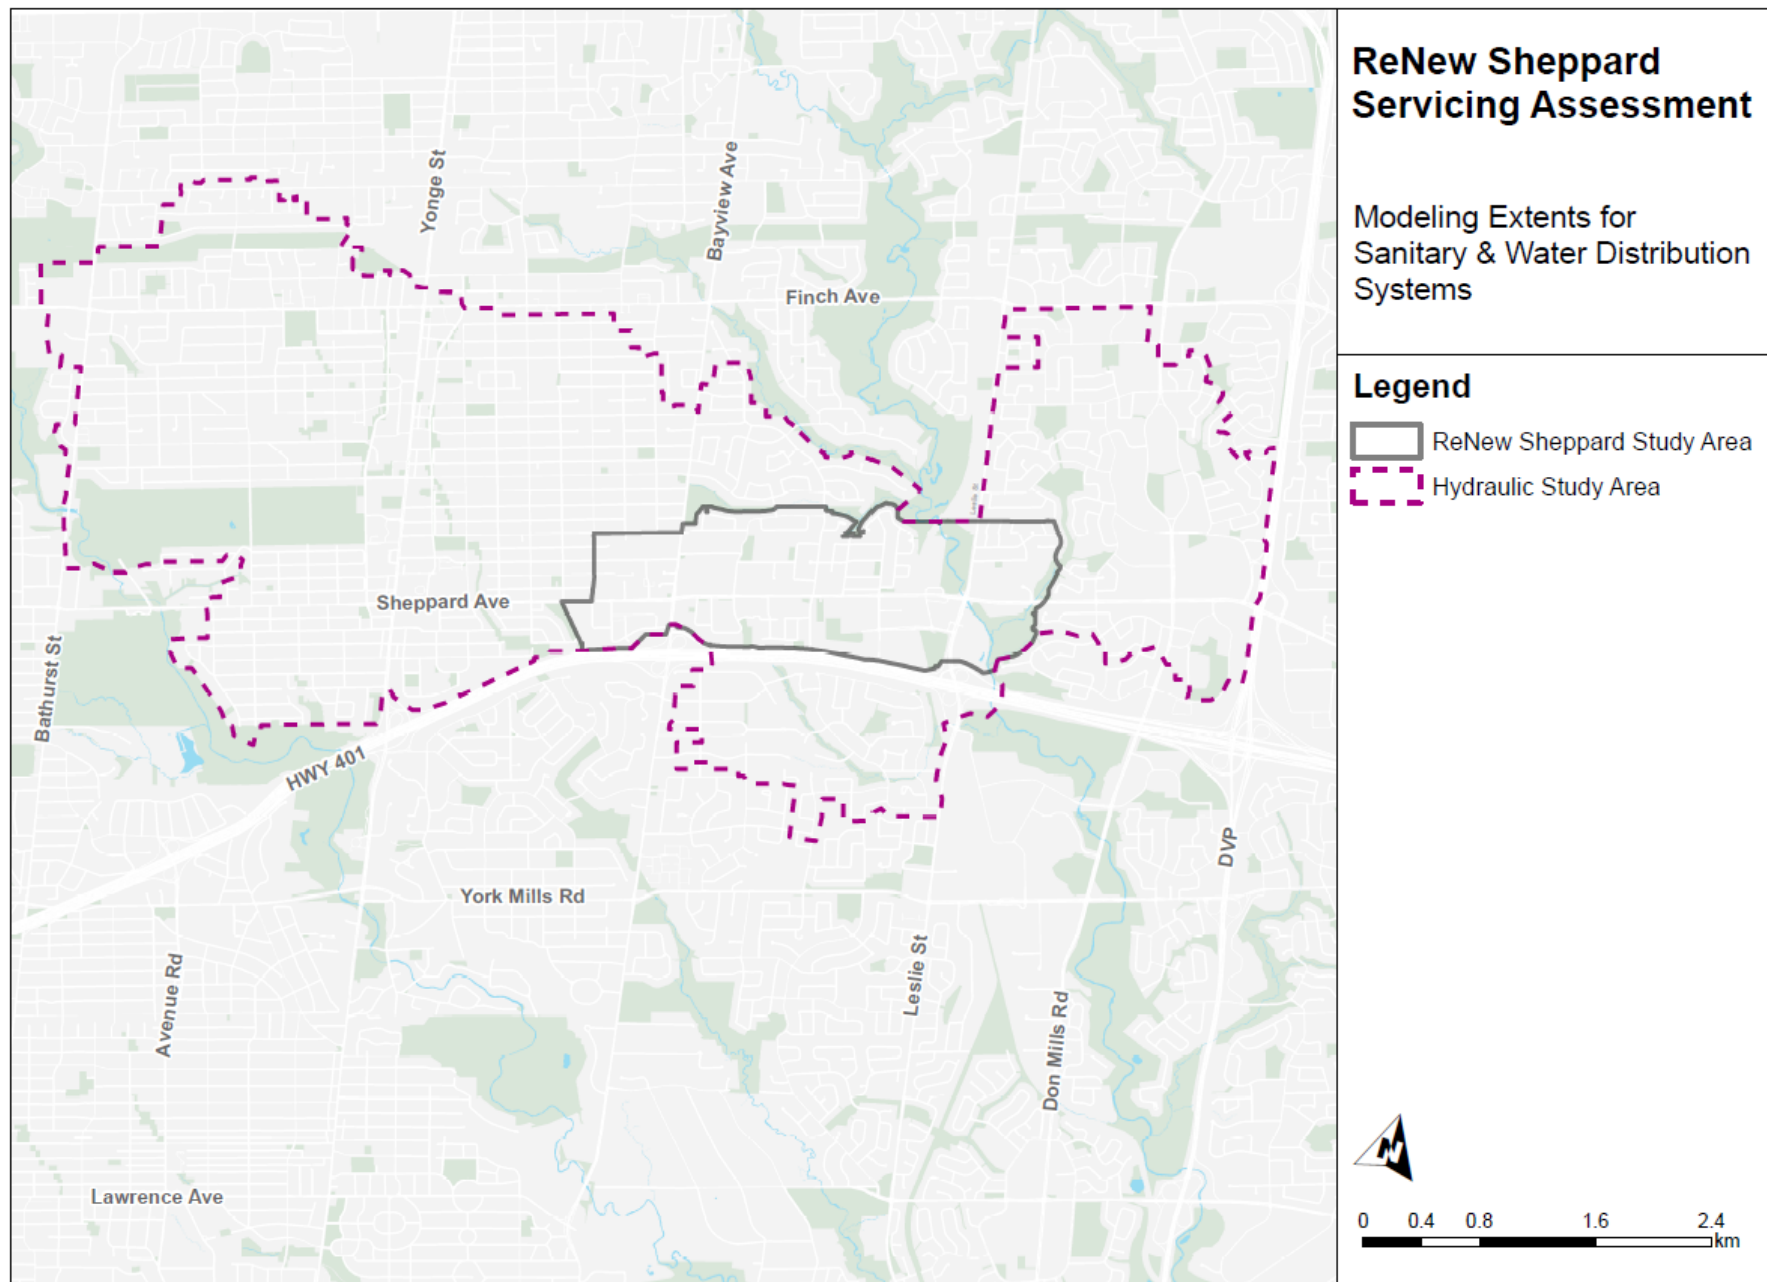 ReNew Sheppard
Servicing Assessment
Modeling Extents for
Sanitary & Water Distribution
Systems
Legend
ReNew Sheppard Study Area
Hydraulic Study Area
Yonge St
Bayview Ave
Finch Ave
Leslie St
Sheppard Ave
Bathurst St
HWY 401
DVP
York Mills Rd
Avenue Rd
Leslie St
Don Mills Rd
Lawrence Ave
N
0 0.4 0.8 1.6 2.4
km